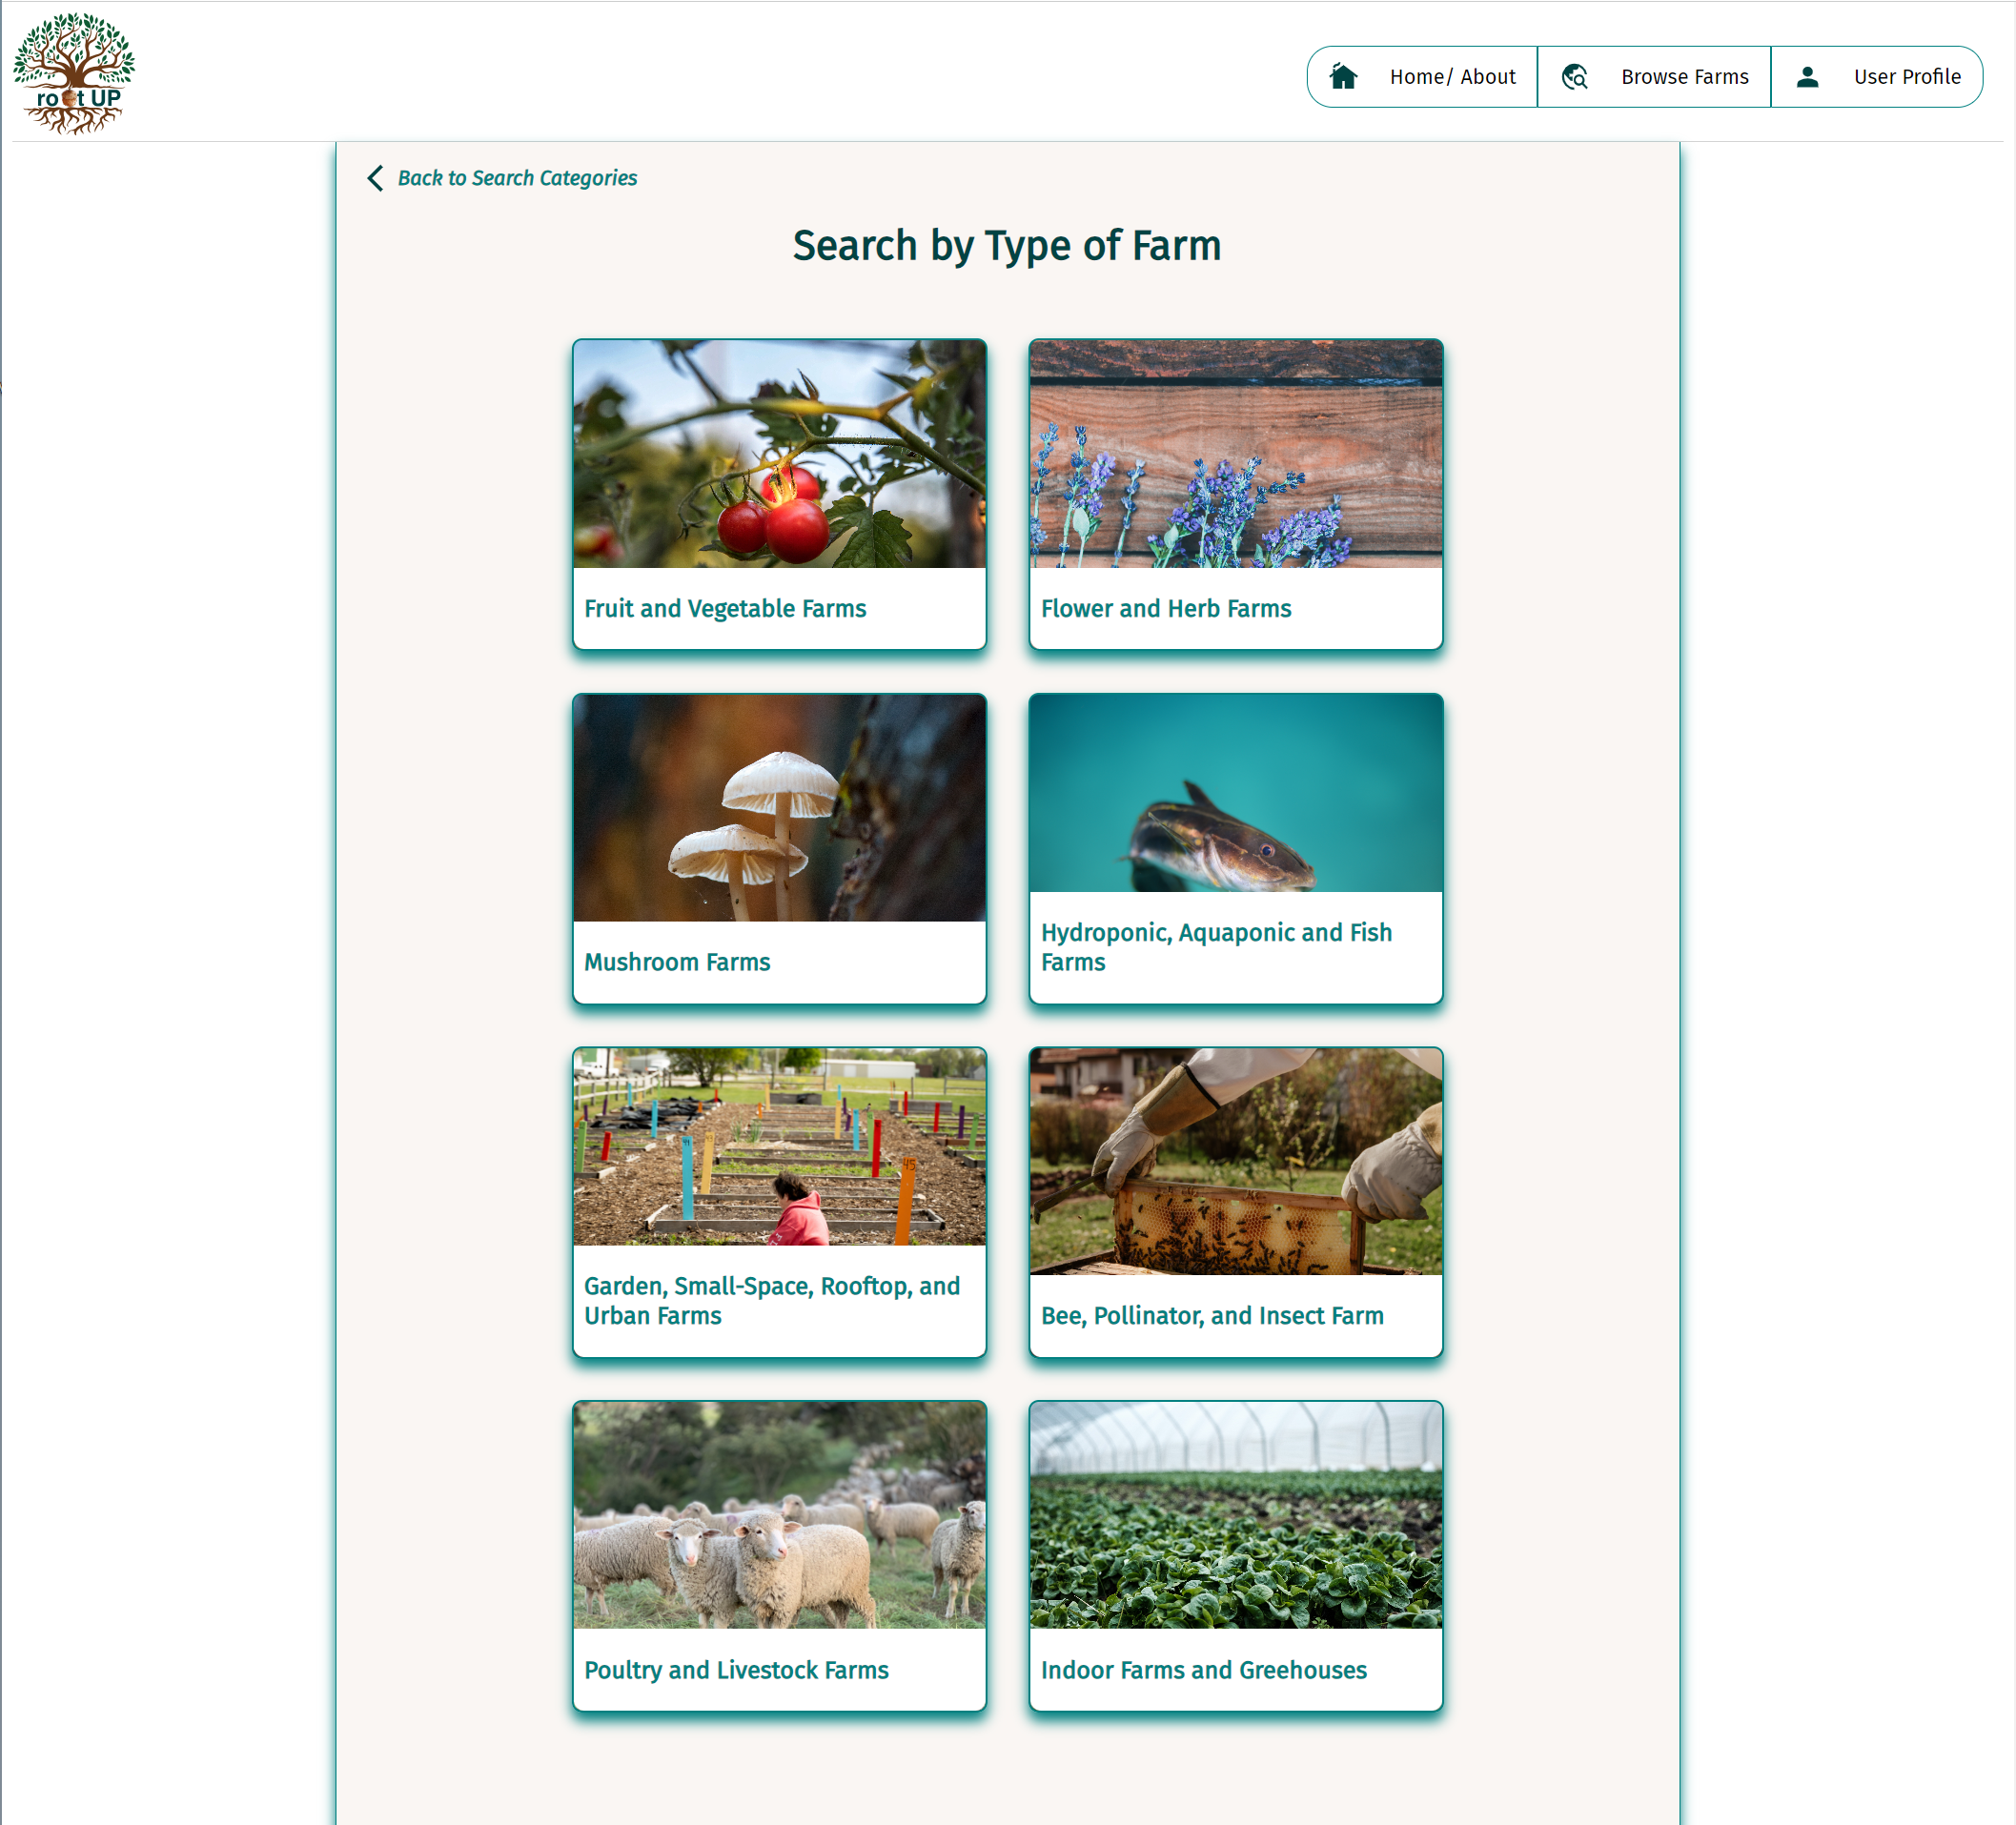 ro t UP
Home/ About
Browse Farms
User Profile
Back to Search Categories
Search by Type of Farm
Fruit and Vegetable Farms
Flower and Herb Farms
Mushroom Farms
Hydroponic, Aquaponic and Fish
Farms
45
Garden, Small-Space, Rooftop, and
Urban Farms
Bee, Pollinator, and Insect Farm
Poultry and Livestock Farms
Indoor Farms and Greehouses